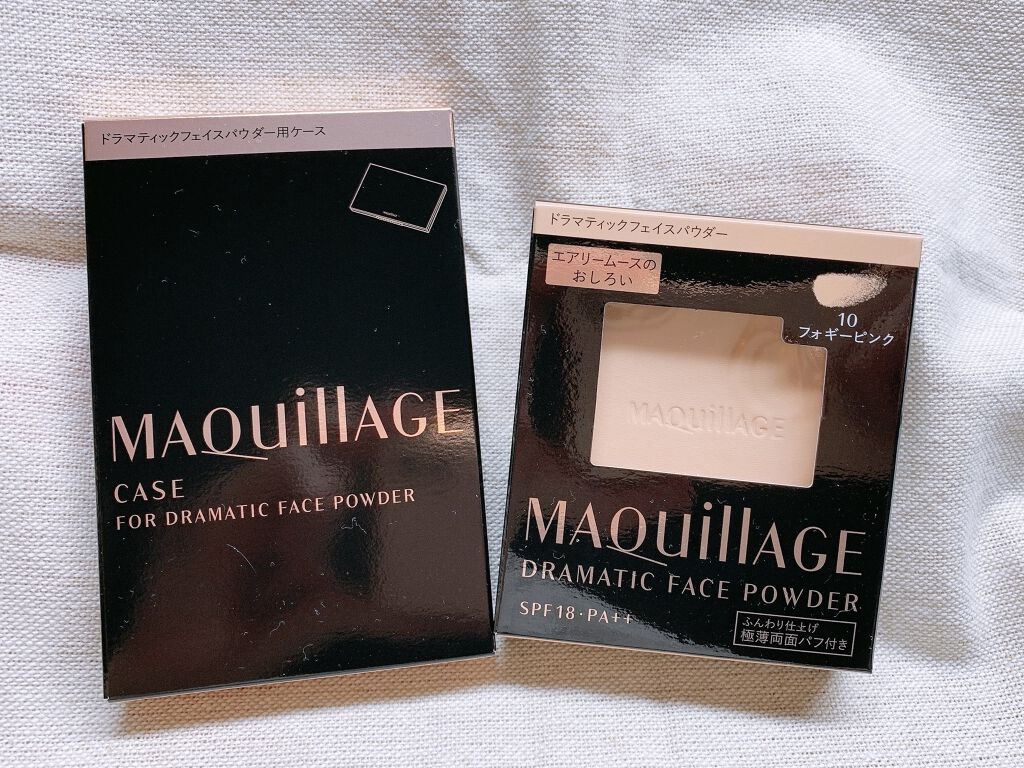 ドラマティックフェイスパウダー用ケース
MAQuillAGE
CASE
FOR DRAMATIC FACE POWDER
ドラマティックフェイスパウダー
エアリームースの
おしろい
10
フォギーピンク
MAQuillAGE
MAQuillAGE
DRAMATIC FACE POWDER
SPF18・PA++
ふんわり仕上げ
極薄両面パフ付き